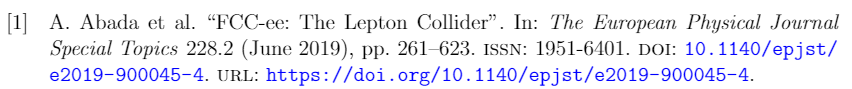 [1] A. Abada et al. “FCC-ee: The Lepton Collider”. In: The European Physical Journal
Special Topics 228.2 (June 2019), pp. 261–623. ISSN: 1951-6401. DOI: 10.1140/epjst/
e2019-900045-4. URL: https://doi.org/10.1140/epjst/e2019-900045-4.